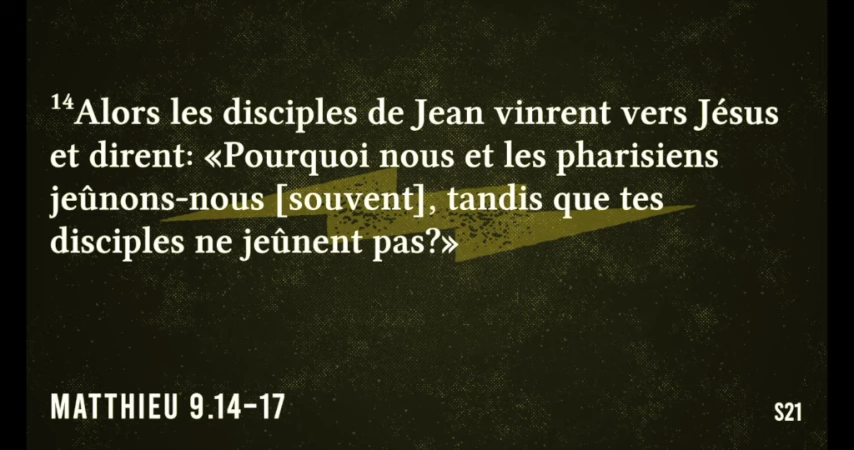 ¹⁴Alors les disciples de Jean vinrent vers Jésus
et dirent: «Pourquoi nous et les pharisiens
jeûnons-nous [souvent], tandis que tes
disciples ne jeûnent pas?»
MATTHIEU 9.14–17
S21